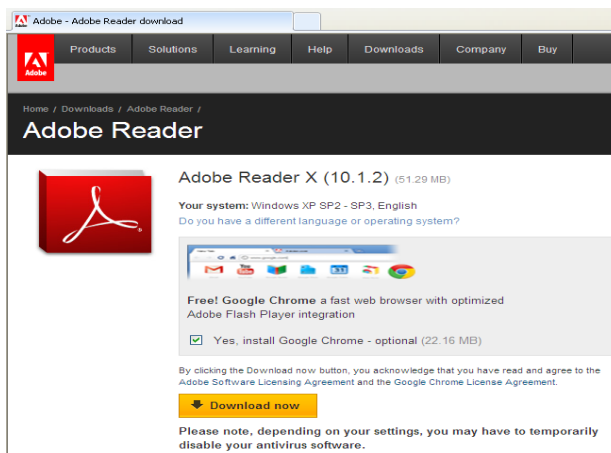 Adobe - Adobe Reader download
Products Solutions Learning Help Downloads Company Buy
Adobe
Home / Downloads / Adobe Reader /
Adobe Reader
Adobe Reader X (10.1.2) (51.29 MB)
Your system: Windows XP SP2 - SP3, English
Do you have a different language or operating system?
Free! Google Chrome a fast web browser with optimized
Adobe Flash Player integration
Yes, install Google Chrome - optional (22.16 MB)
By clicking the Download now button, you acknowledge that you have read and agree to the
Adobe Software Licensing Agreement and the Google Chrome License Agreement.
Download now
Please note, depending on your settings, you may have to temporarily
disable your antivirus software.